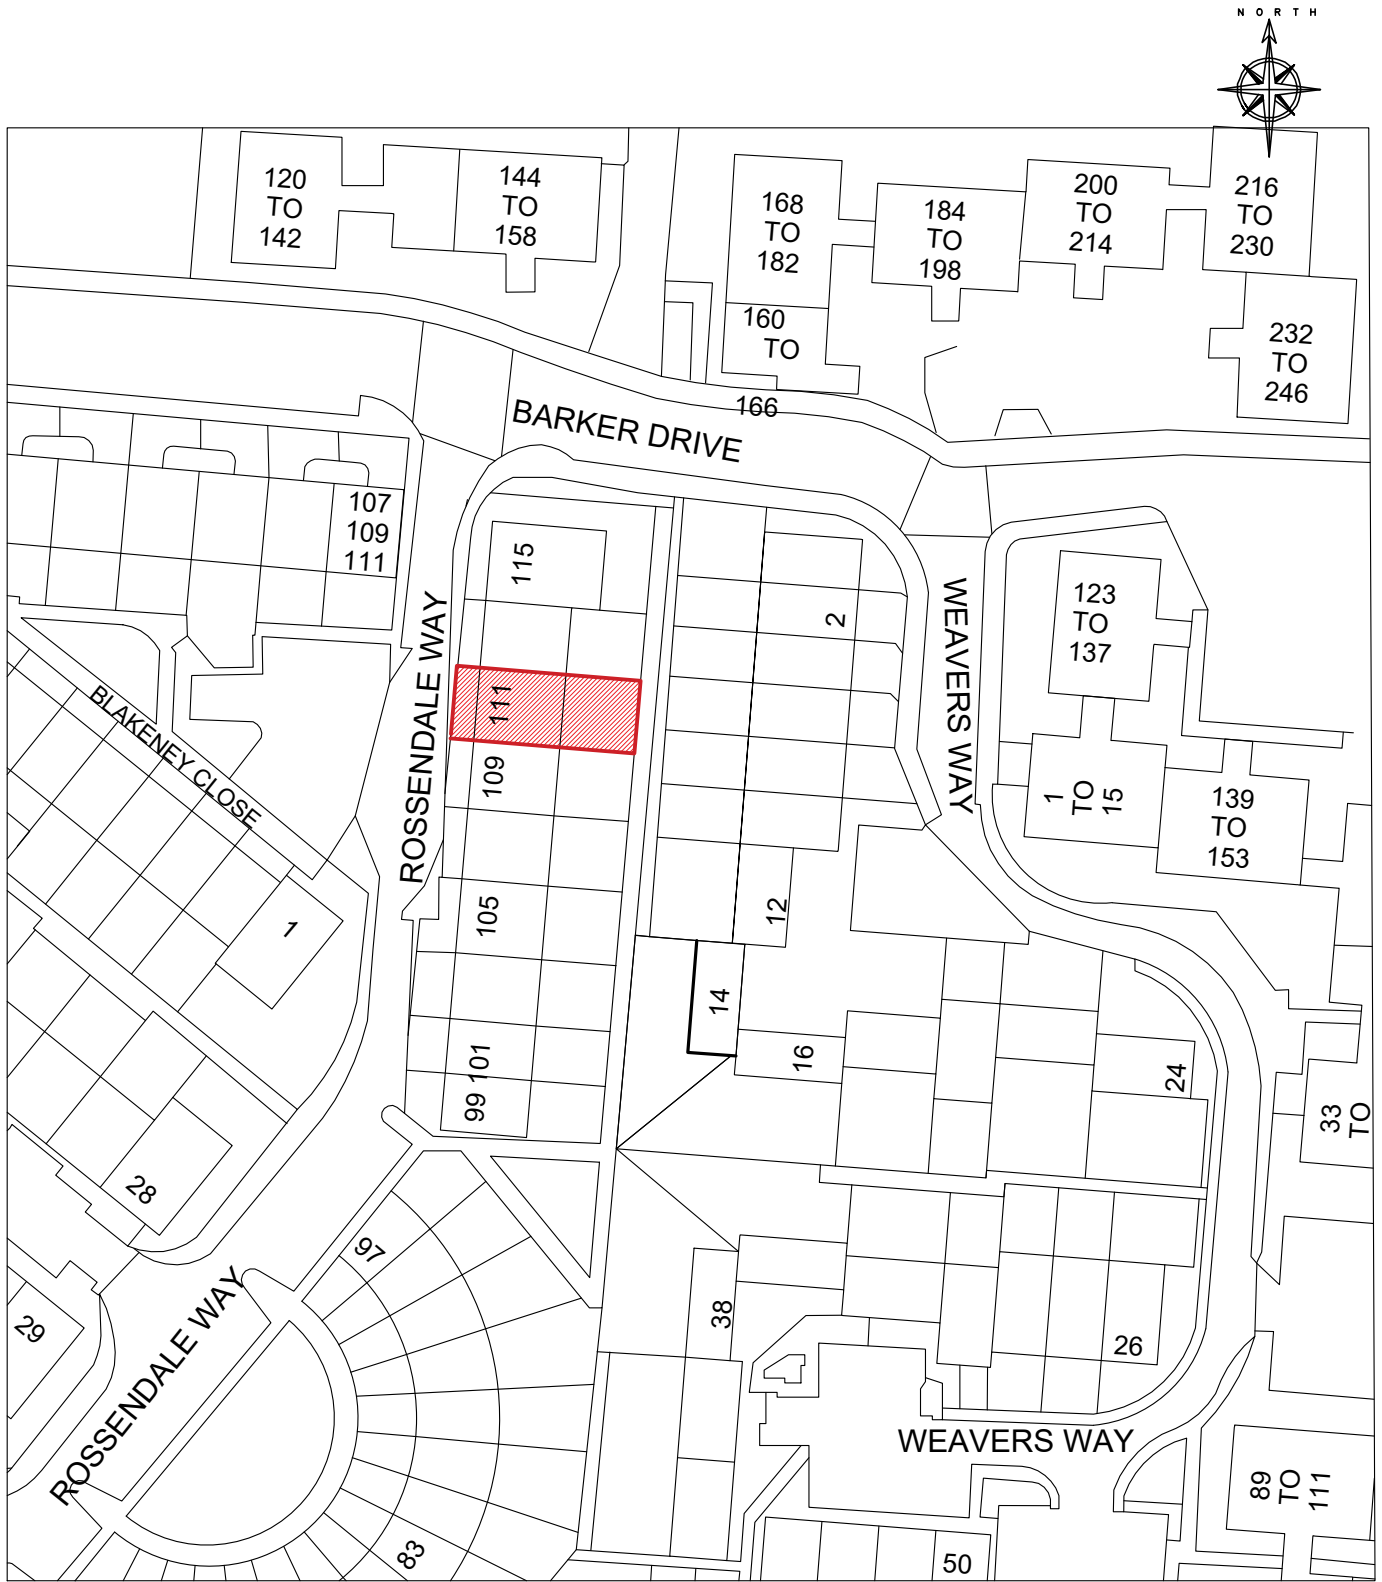 NORTH
120
TO
142
144
TO
158
168
TO
182
184
TO
198
200
TO
214
216
TO
230
160
TO
166
232
TO
246
BARKER DRIVE
107
109
111
115
2
123
TO
137
ROSSENDALE WAY
WEAVERS WAY
BLAKENEY CLOSE
111
109
1
TO
15
139
TO
153
1
105
12
14
16
101
99
24
33
TO
28
97
29
ROSSENDALE WAY
38
26
WEAVERS WAY
89
TO
111
83
50